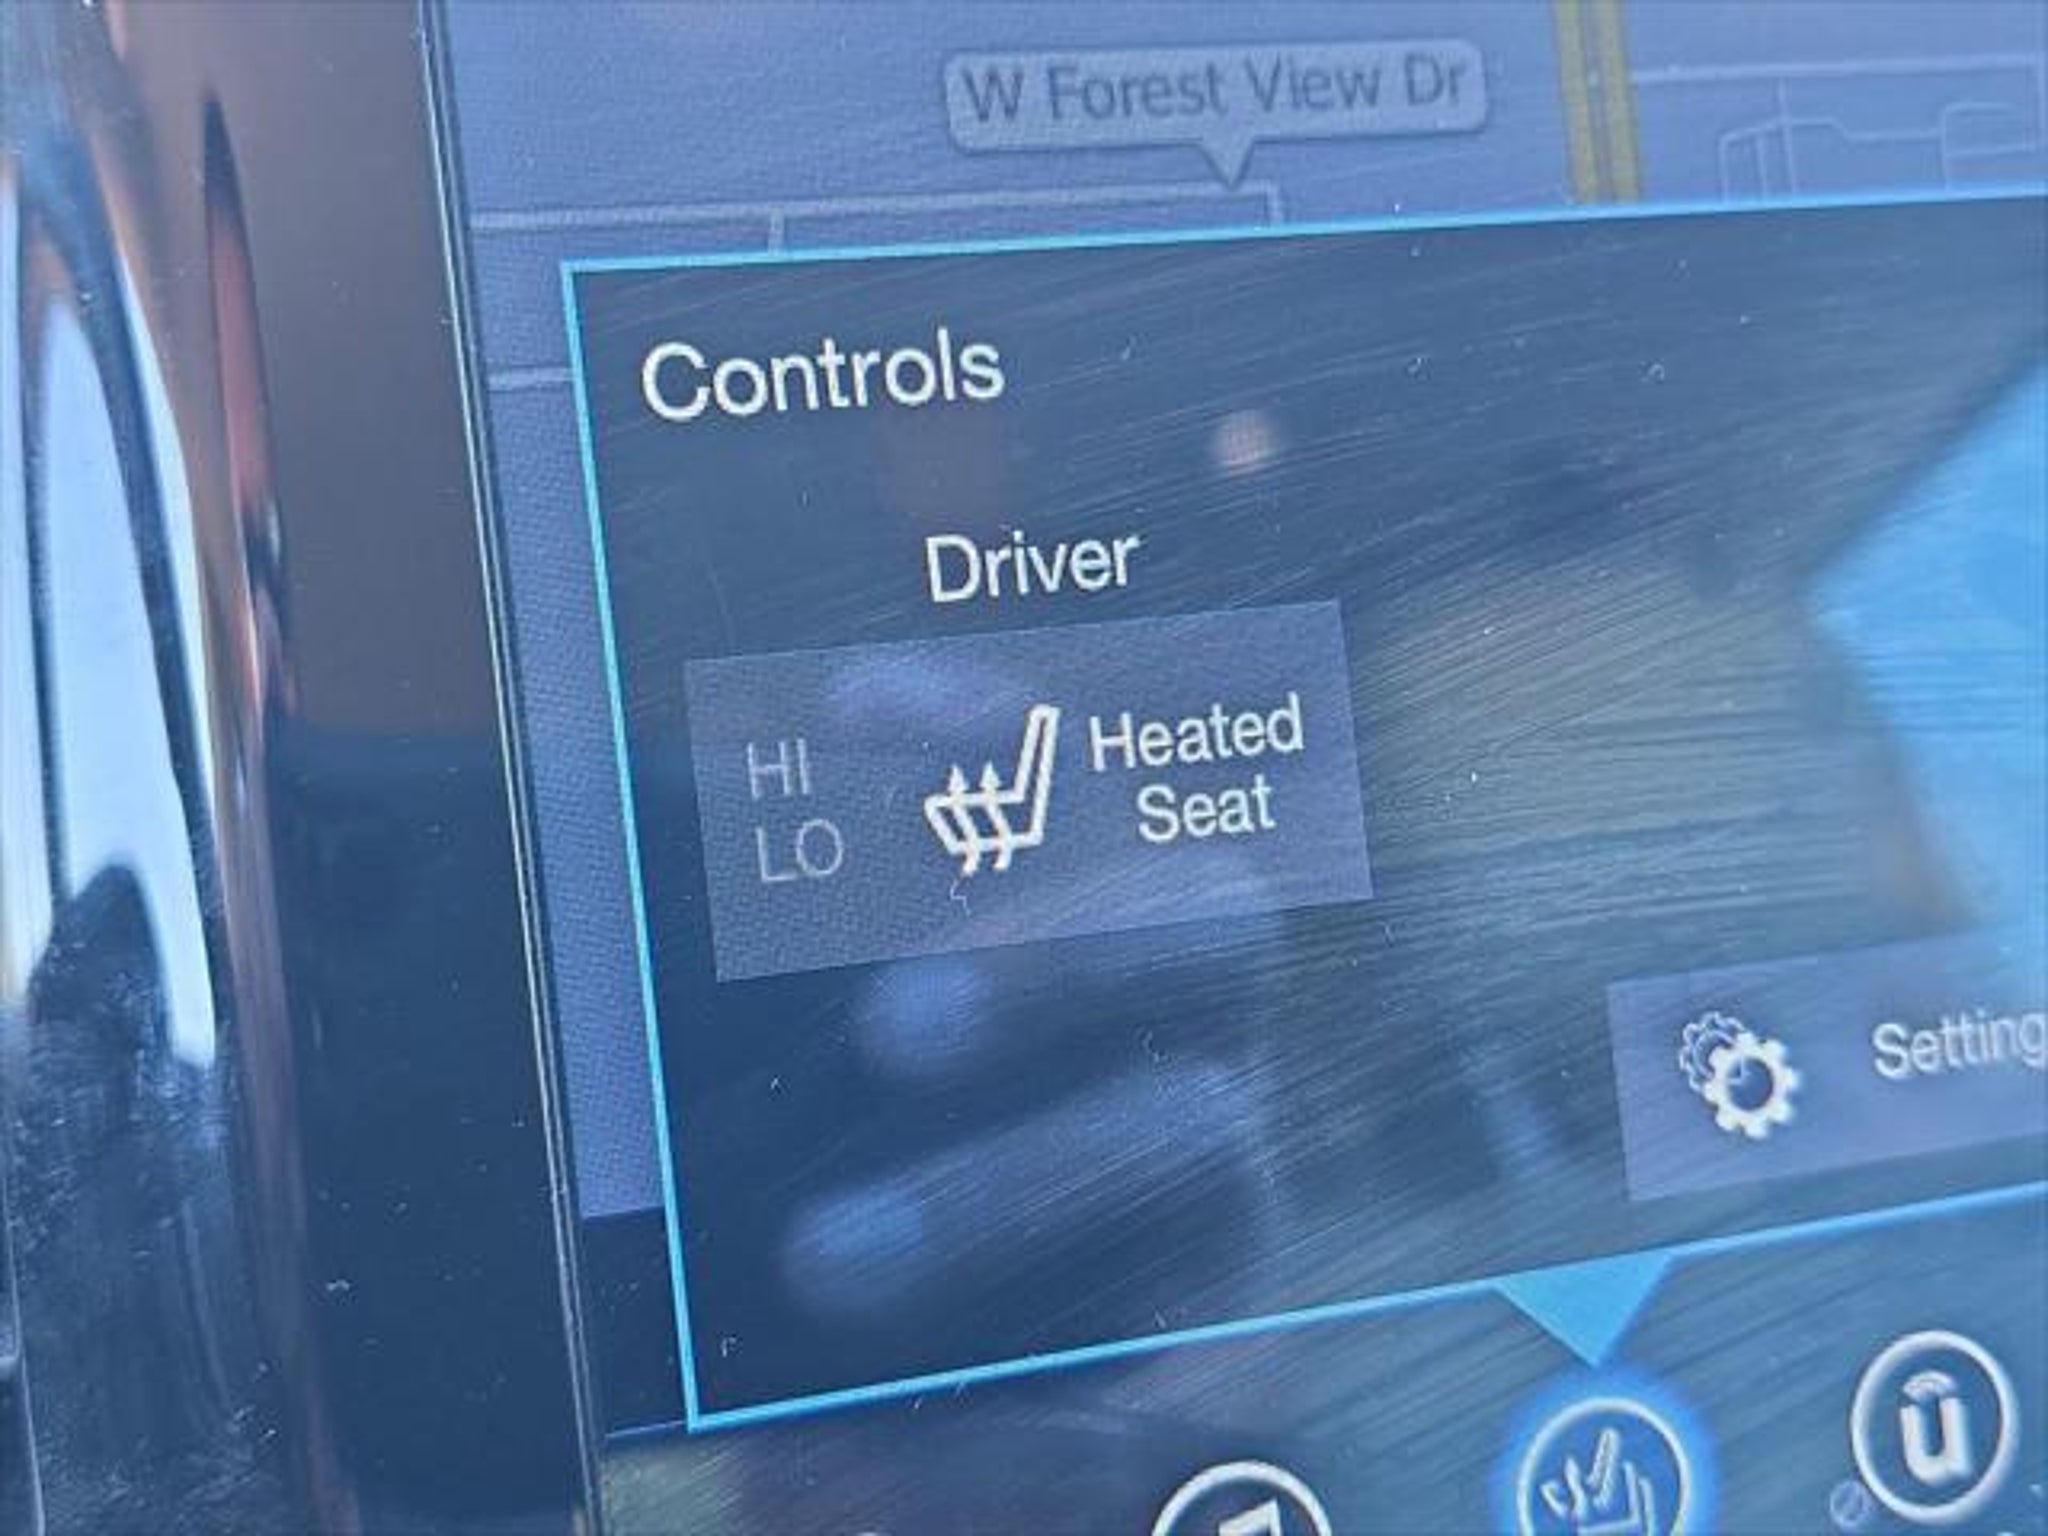 W Forest View Dr
Controls
Driver
HI
LO
Heated
Seat
Setting